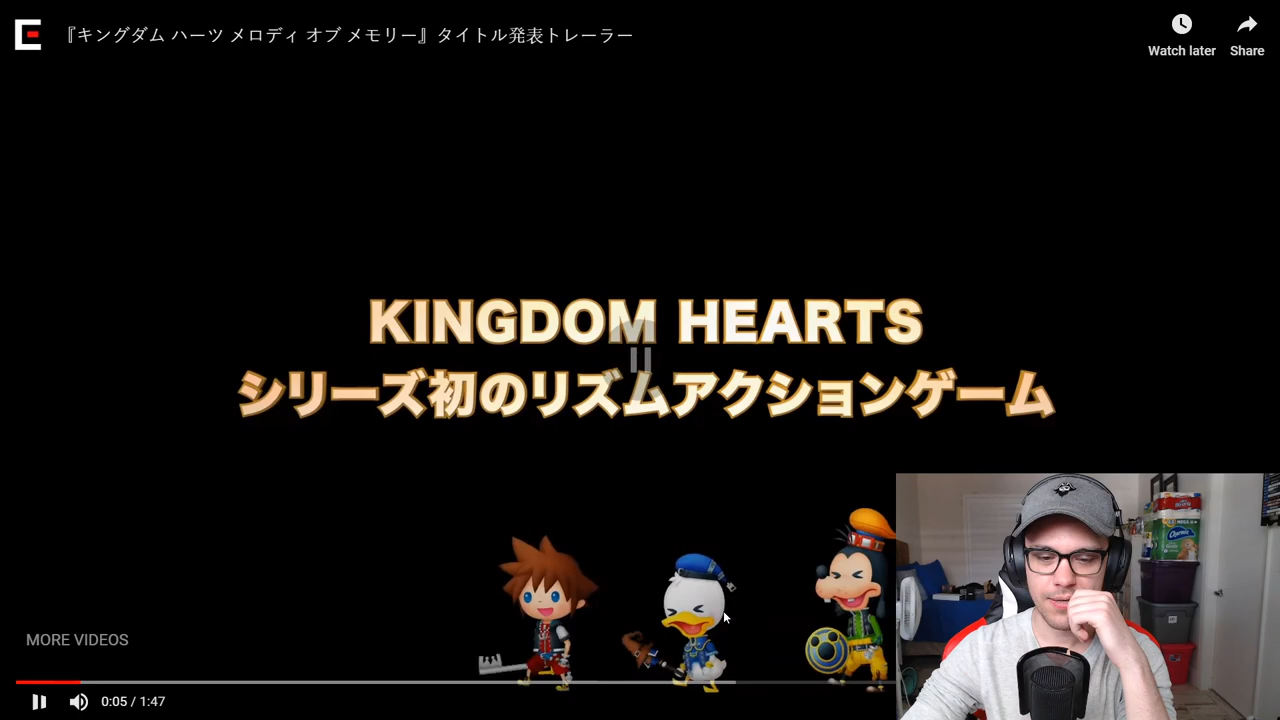 『キングダム ハーツ メロディ オブ メモリー』タイトル発表トレーラー
Watch later
Share
KINGDOM HEARTS
シリーズ初のリズムアクションゲーム
Charmin
MORE VIDEOS
0:05 / 1:47